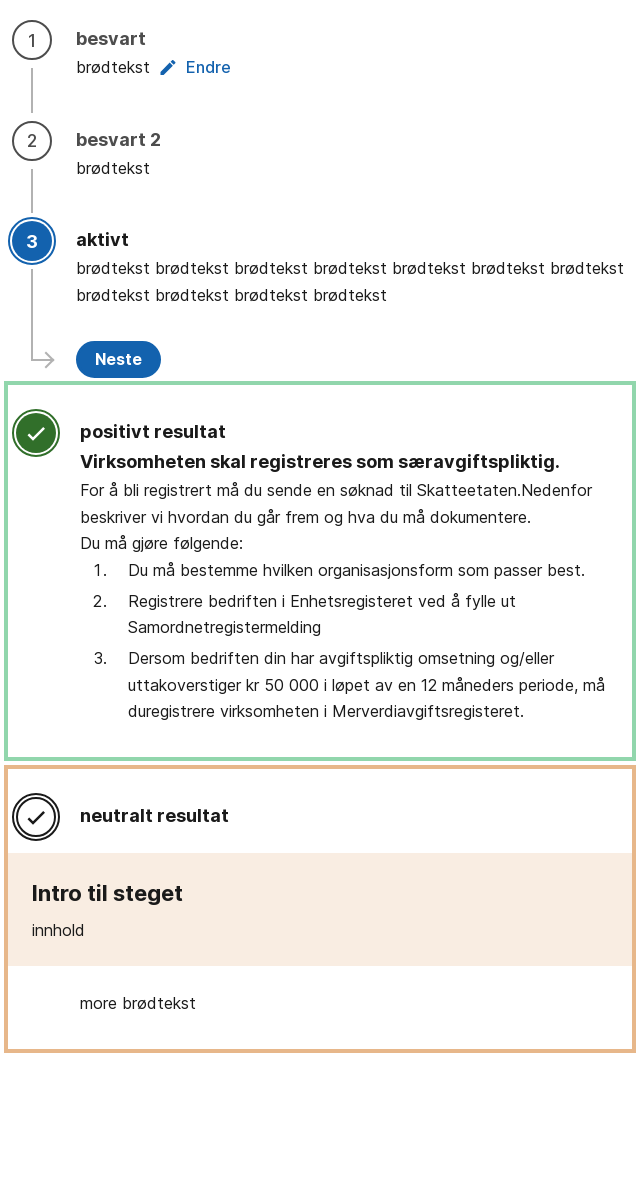 1
besvart
brødtekst Endre
2
besvart 2
brødtekst
3
aktivt
brødtekst brødtekst brødtekst brødtekst brødtekst brødtekst brødtekst
brødtekst brødtekst brødtekst brødtekst
Neste
positivt resultat
Virksomheten skal registreres som særavgiftspliktig.
For å bli registrert må du sende en søknad til Skatteetaten.Nedenfor
beskriver vi hvordan du går frem og hva du må dokumentere.
Du må gjøre følgende:
1. Du må bestemme hvilken organisasjonsform som passer best.
2. Registrere bedriften i Enhetsregisteret ved å fylle ut
Samordnetregistermelding
3. Dersom bedriften din har avgiftspliktig omsetning og/eller
uttakoverstiger kr 50 000 i løpet av en 12 måneders periode, må
duregistrere virksomheten i Merverdiavgiftsregisteret.
neutralt resultat
Intro til steget
innhold
more brødtekst